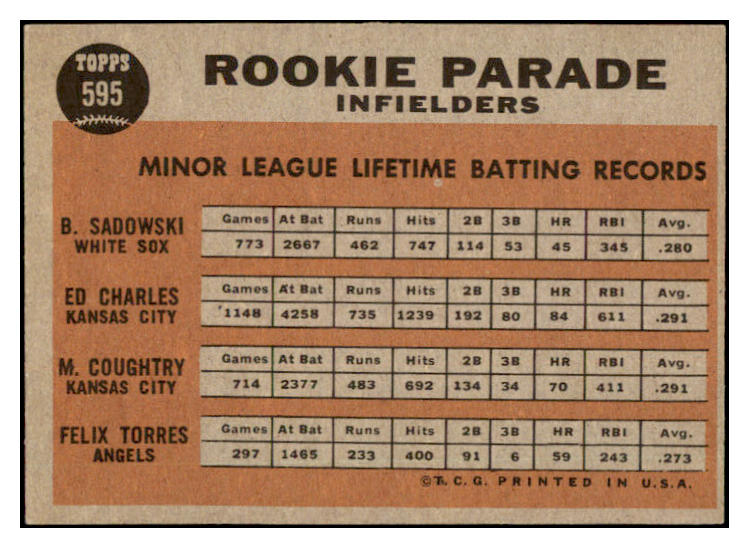 TOPPS
595
ROOKIE PARADE
INFIELDERS
MINOR LEAGUE LIFETIME BATTING RECORDS
B. SADOWSKI
WHITE SOX
Games At Bat Runs Hits 2B 3B HR RBI Avg.
773 2667 462 747 114 53 45 345 .280
ED CHARLES
KANSAS CITY
Games At Bat Runs Hits 2B 3B HR RBI Avg.
1148 4258 735 1239 192 80 84 611 .291
M. COUGHTRY
KANSAS CITY
Games At Bat Runs Hits 2B 3B HR RBI Avg.
714 2377 483 692 134 34 70 411 .291
FELIX TORRES
ANGELS
Games At Bat Runs Hits 2B 3B HR RBI Avg.
297 1465 233 400 91 6 59 243 .273
©T. C. G. PRINTED IN U.S.A.